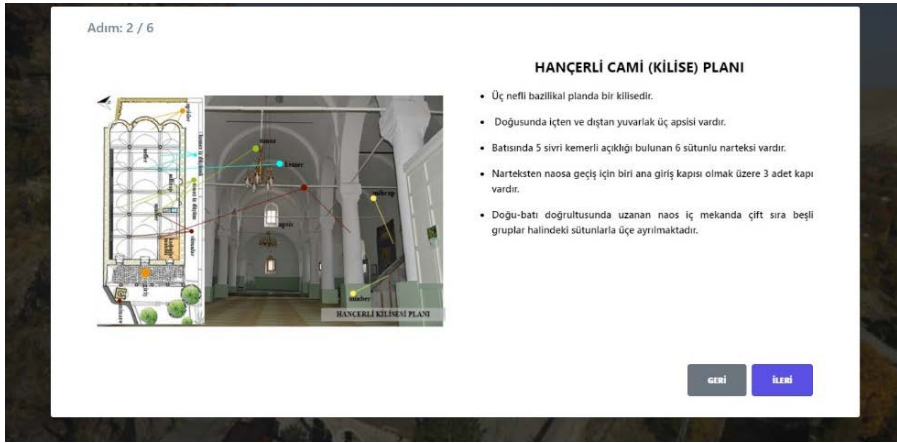 Adım: 2 / 6
HANÇERLİ CAMİ (KİLİSE) PLANI
• Üç nefli bazilikal planda bir kilisedir.
• Doğusunda içten ve dıştan yuvarlak üç apsisi vardır.
• Batısında 5 sivri kemerli açıklığı bulunan 6 sütunlu narteksi vardır.
• Narteksten naosa geçiş için biri ana giriş kapısı olmak üzere 3 adet kapı
vardır.
• Doğu-batı doğrultusunda uzanan naos iç mekanda çift sıra beşli
gruplar halindeki sütunlarla üçe ayrılmaktadır.
kemer
mihrap
apsis
minber
HANÇERLİ KİLİSESİ PLANI
GERİ
İLERİ